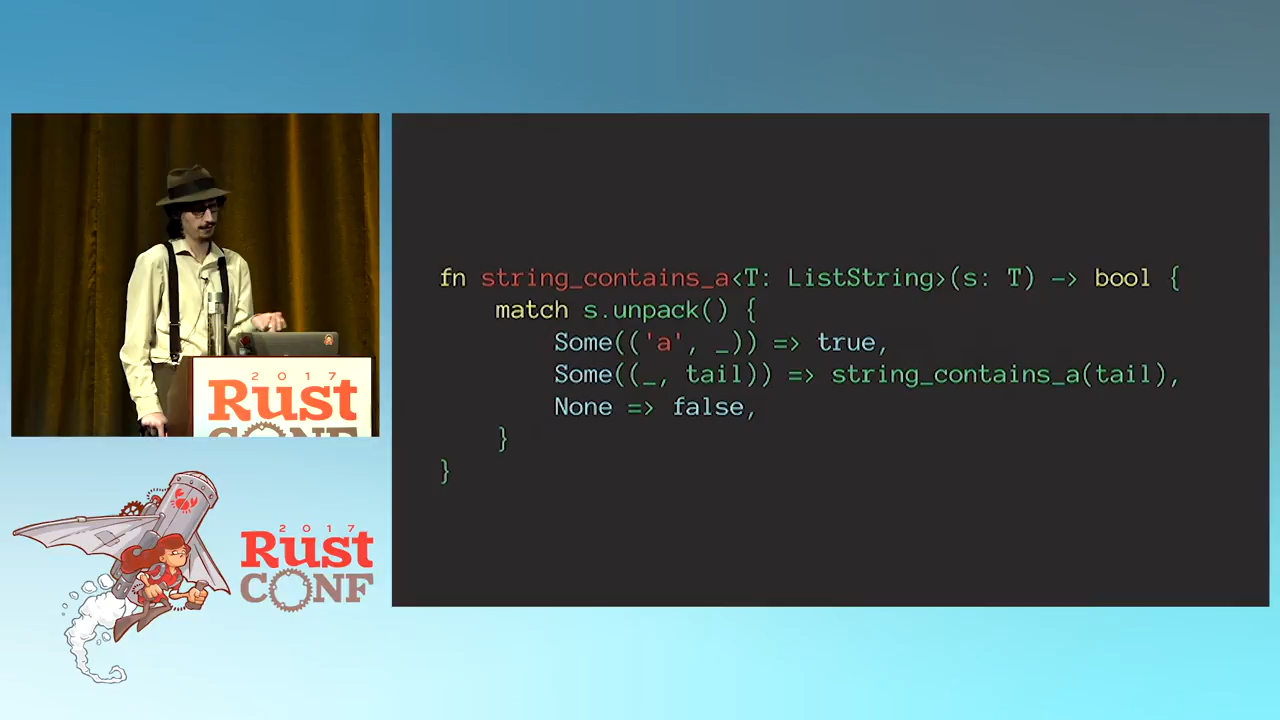 fn string_contains_a<T: ListString>(s: T) -> bool {
match s.unpack() {
Some(('a', _)) => true,
Some((_, tail)) => string_contains_a(tail),
None => false,
}
}
2017
Rust
CONF
2017
Rust
CONF